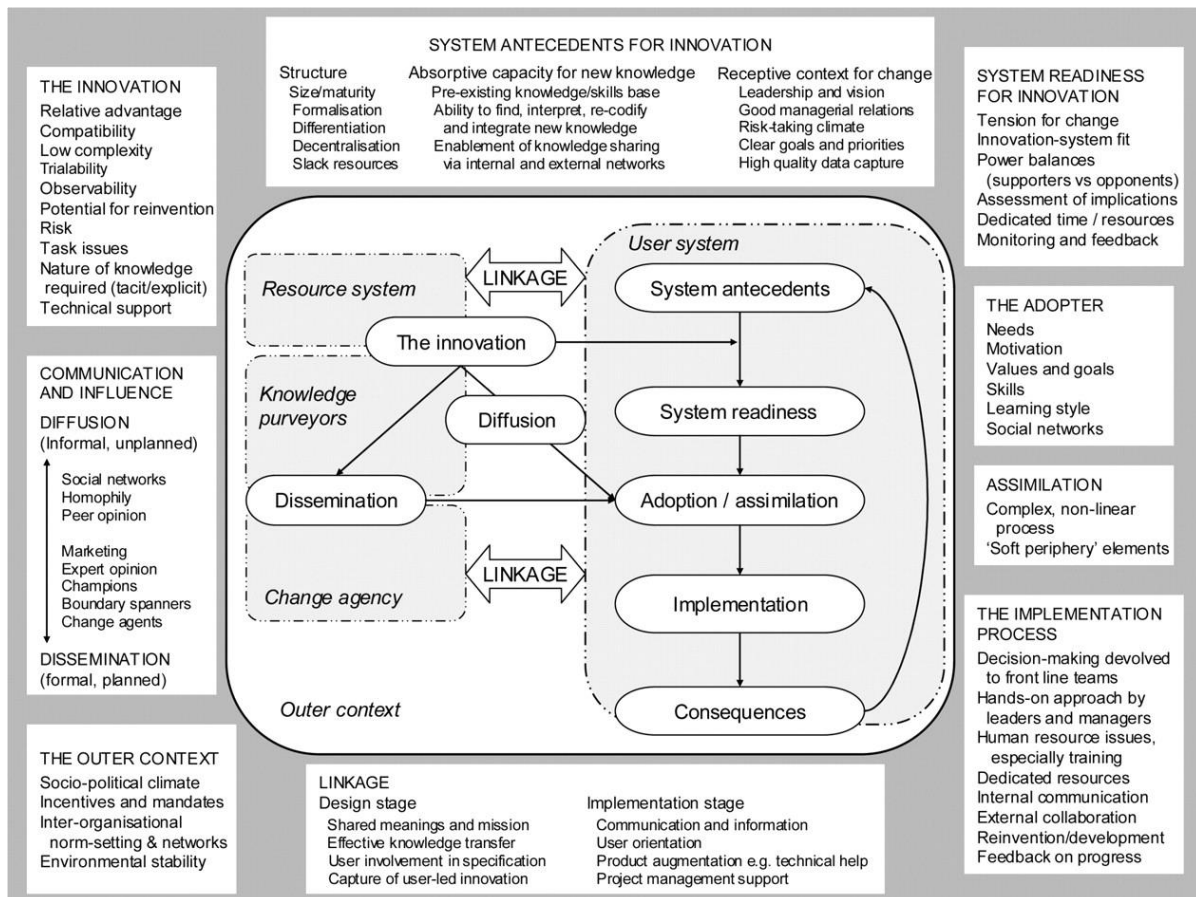 SYSTEM ANTECEDENTS FOR INNOVATION
Structure
Size/maturity
Formalisation
Differentiation
Decentralisation
Slack resources
Absorptive capacity for new knowledge
Pre-existing knowledge/skills base
Ability to find, interpret, re-codify
and integrate new knowledge
Enablement of knowledge sharing
via internal and external networks
Receptive context for change
Leadership and vision
Good managerial relations
Risk-taking climate
Clear goals and priorities
High quality data capture
THE INNOVATION
Relative advantage
Compatibility
Low complexity
Trialability
Observability
Potential for reinvention
Risk
Task issues
Nature of knowledge
required (tacit/explicit)
Technical support
COMMUNICATION
AND INFLUENCE
DIFFUSION
(Informal, unplanned)
Social networks
Homophily
Peer opinion
Marketing
Expert opinion
Champions
Boundary spanners
Change agents
DISSEMINATION
(formal, planned)
THE OUTER CONTEXT
Socio-political climate
Incentives and mandates
Inter-organisational
norm-setting & networks
Environmental stability
Resource system
LINKAGE
User system
System antecedents
The innovation
Knowledge
purveyors
Diffusion
System readiness
Dissemination
Adoption / assimilation
LINKAGE
Change agency
Implementation
Outer context
Consequences
LINKAGE
Design stage
Shared meanings and mission
Effective knowledge transfer
User involvement in specification
Capture of user-led innovation
Implementation stage
Communication and information
User orientation
Product augmentation e.g. technical help
Project management support
SYSTEM READINESS
FOR INNOVATION
Tension for change
Innovation-system fit
Power balances
(supporters vs opponents)
Assessment of implications
Dedicated time / resources
Monitoring and feedback
THE ADOPTER
Needs
Motivation
Values and goals
Skills
Learning style
Social networks
ASSIMILATION
Complex, non-linear
process
‘Soft periphery’ elements
THE IMPLEMENTATION
PROCESS
Decision-making devolved
to front line teams
Hands-on approach by
leaders and managers
Human resource issues,
especially training
Dedicated resources
Internal communication
External collaboration
Reinvention/development
Feedback on progress